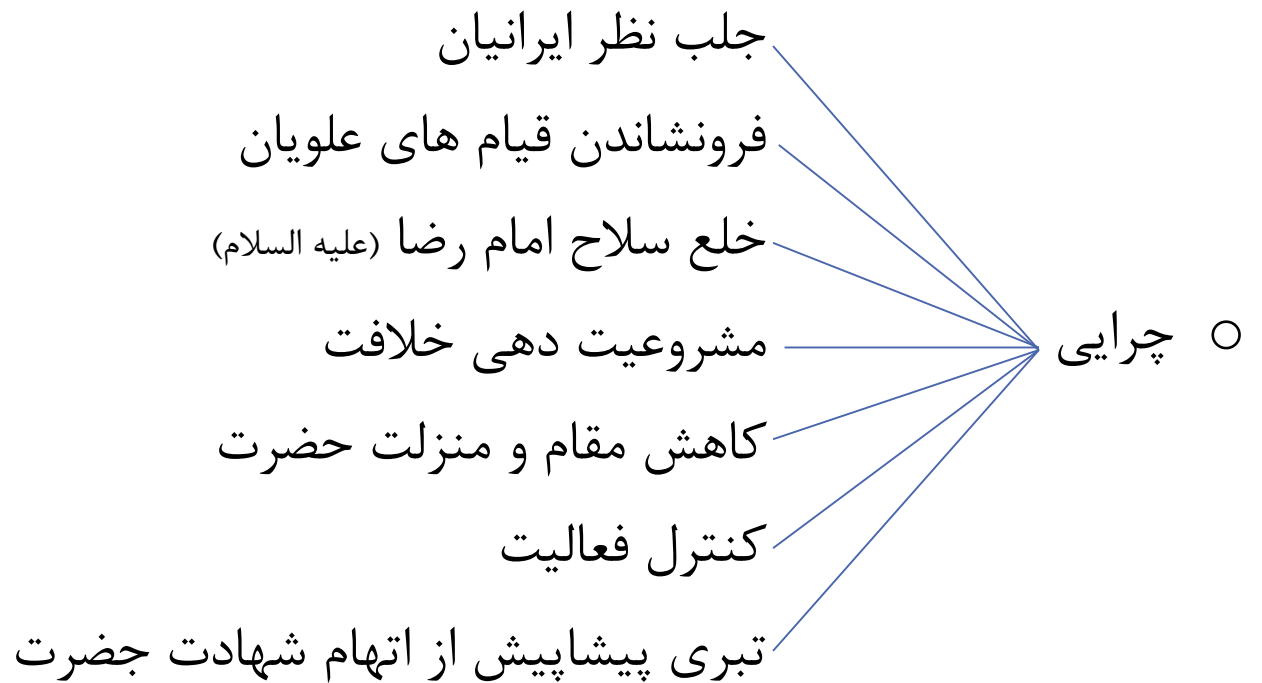 ○ چرایی
جلب نظر ایرانیان
فرونشاندن قیام های علویان
خلع سلاح امام رضا (علیه السلام)
مشروعیت دهی خلافت
کاهش مقام و منزلت حضرت
کنترل فعالیت
تبری پیشاپیش از اتهام شهادت جضرت